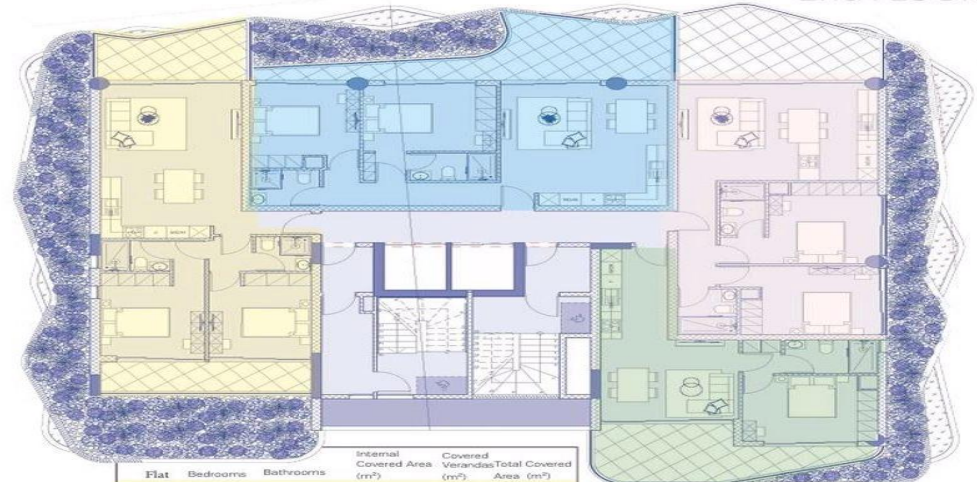 Internal Covered
Flat Bedrooms Bathrooms Covered Area Verandas Total Covered
(m²) (m²) Area (m²)